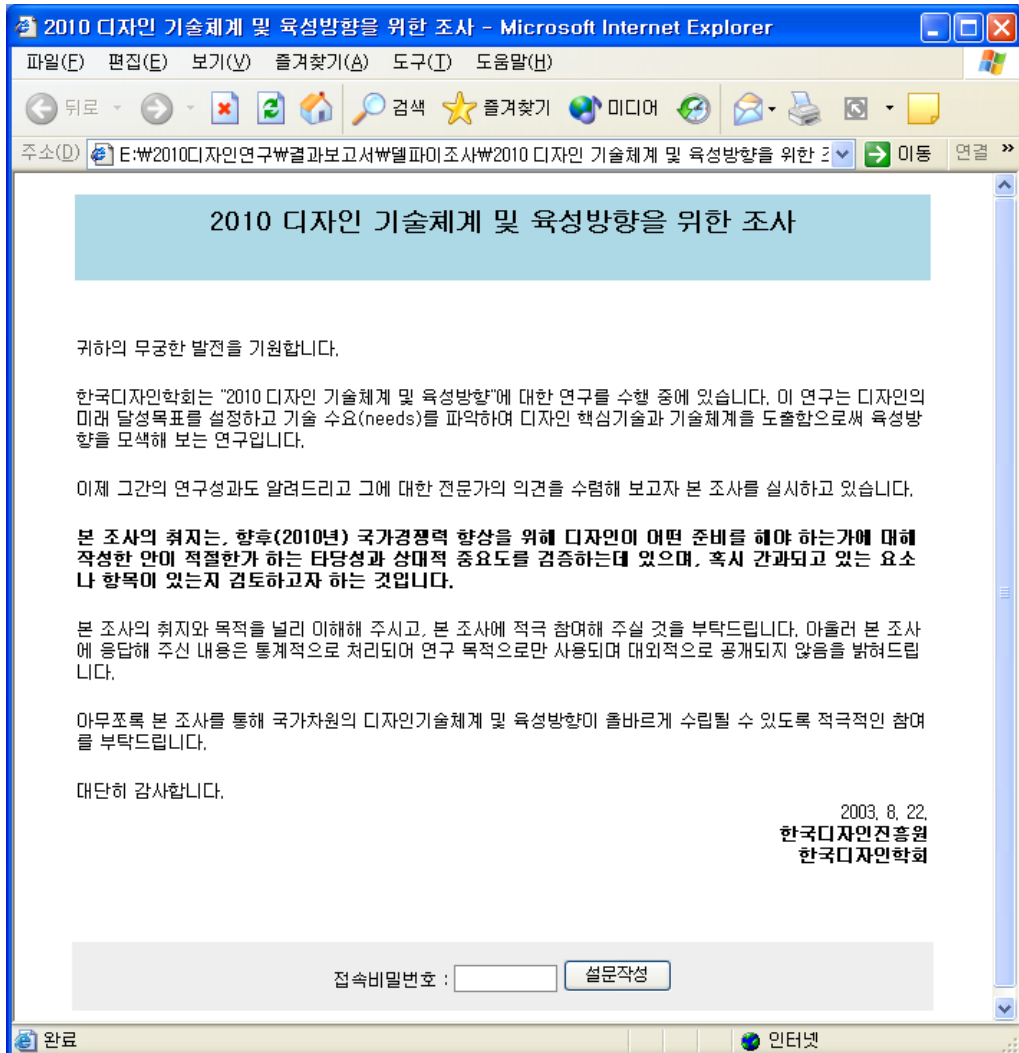 2010 디자인 기술체계 및 육성방향을 위한 조사 - Microsoft Internet Explorer
파일(F) 편집(E) 보기(V) 즐겨찾기(A) 도구(T) 도움말(H)
뒤로 검색 즐겨찾기 미디어
주소(D) E:\2010디자인연구\결과보고서\델파이조사\2010 디자인 기술체계 및 육성방향을 위한 이동 연결 »
2010 디자인 기술체계 및 육성방향을 위한 조사
귀하의 무궁한 발전을 기원합니다.
한국디자인학회는 "2010 디자인 기술체계 및 육성방향"에 대한 연구를 수행 중에 있습니다. 이 연구는 디자인의
미래 달성목표를 설정하고 기술 수요(needs)를 파악하며 디자인 핵심기술과 기술체계을 도출함으로써 육성방
향을 모색해 보는 연구입니다.
이제 그간의 연구성과도 알려드리고 그에 대한 전문가의 의견을 수렴해 보고자 본 조사를 실시하고 있습니다.
본 조사의 취지는, 향후(2010년) 국가경쟁력 향상을 위해 디자인이 어떤 준비를 해야 하는가에 대해
작성한 안이 적절한가 하는 타당성과 상대적 중요도를 검증하는데 있으며, 혹시 간과되고 있는 요소
나 항목이 있는지 검토하고자 하는 것입니다.
본 조사의 취지와 목적을 널리 이해해 주시고, 본 조사에 적극 참여해 주실 것을 부탁드립니다. 아울러 본 조사
에 응답해 주신 내용은 통계적으로 처리되어 연구 목적으로만 사용되며 대외적으로 공개되지 않음을 밝혀드립
니다.
아무쪼록 본 조사를 통해 국가차원의 디자인기술체계 및 육성방향이 올바르게 수립될 수 있도록 적극적인 참여
를 부탁드립니다.
대단히 감사합니다.
2003. 8. 22.
한국디자인진흥원
한국디자인학회
접속비밀번호 : 설문작성
완료 인터넷